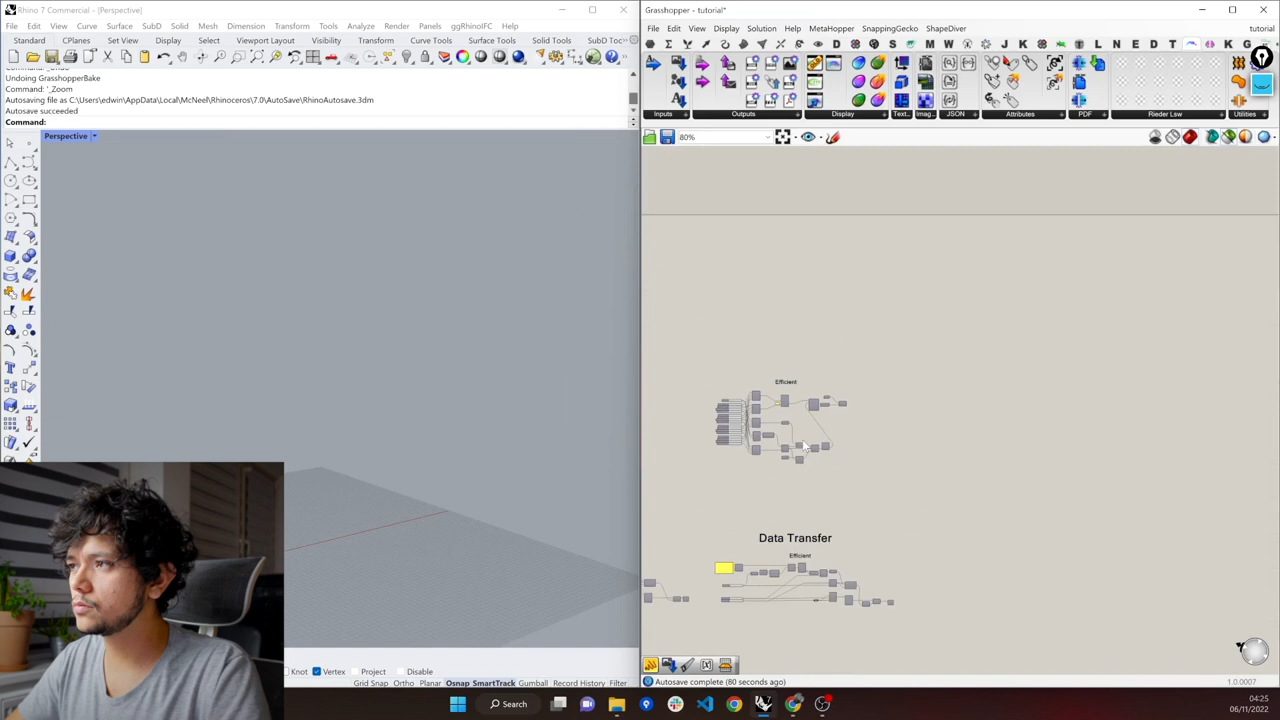 Rhino 7 Commercial - [Perspective]
File Edit View Curve Surface SubD Solid Mesh Dimension Transform Tools Analyze Render Panels ggRhinoIFC Help
Standard CPlanes Set View Display Select Viewport Layout Visibility Transform Curve Tools Surface Tools Solid Tools SubD Toc
Undoing GrasshopperBake
Command: '_Zoom
Autosaving file as C:\Users\edwin\AppData\Local\McNeel\Rhinoceros\7.0\AutoSave\RhinoAutosave.3dm
Autosave succeeded
Command:
Perspective
Knot Vertex Project Disable
Grid Snap Ortho Planar Osnap SmartTrack Gumball Record History Filter
Grasshopper - tutorial*
File Edit View Display Solution Help MetaHopper SnappingGecko ShapeDiver tutorial
Inputs Outputs Display Text... Imag... JSON Attributes PDF Rieder Lsw Utilities
80%
Efficient
Data Transfer
Efficient
Autosave complete (80 seconds ago)
1.0.0007
Search
04:25
06/11/2022